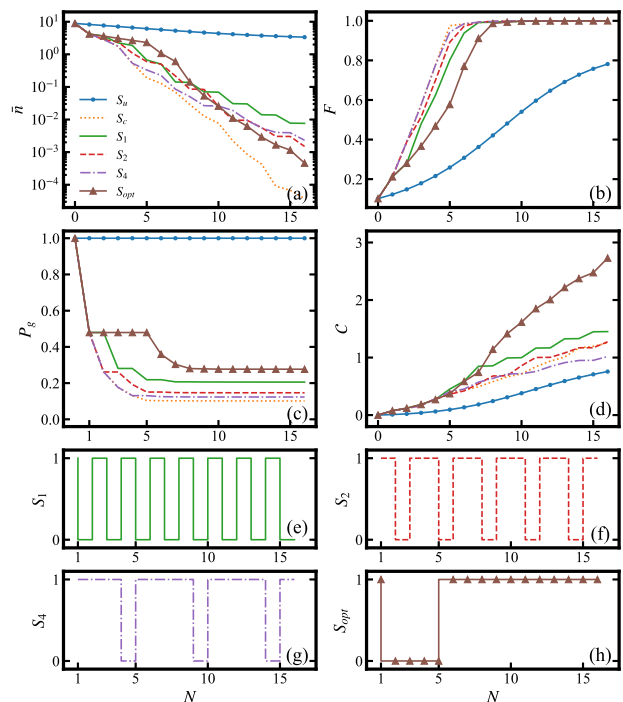 10¹
10⁰
10⁻¹
10⁻²
10⁻³
10⁻⁴
n̄
S_u
S_c
S_1
S_2
S_4
S_opt
(a)
0 5 10 15
1.0
0.8
0.6
0.4
0.2
F
(b)
0 5 10 15
1.0
0.8
0.6
0.4
0.2
0.0
P_g
(c)
1 5 10 15
3
2
1
0
C
(d)
0 5 10 15
1
0
S_1
(e)
1 5 10 15
1
0
S_2
(f)
1 5 10 15
1
0
S_4
(g)
1 5 10 15
N
1
0
S_opt
(h)
1 5 10 15
N